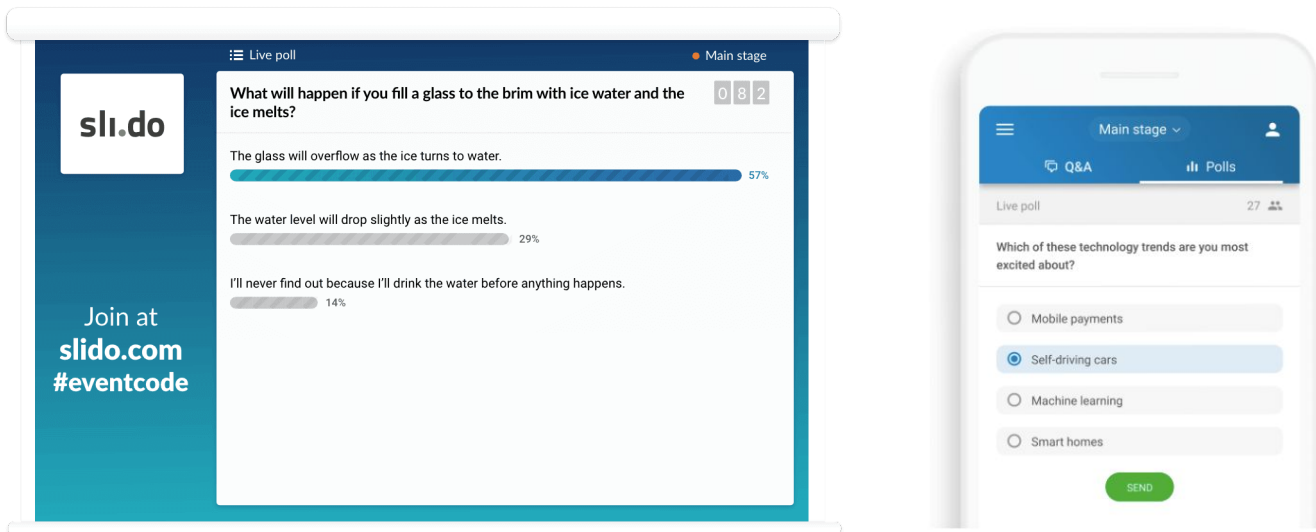 Live poll
Main stage
sli.do
What will happen if you fill a glass to the brim with ice water and the
ice melts?
082
The glass will overflow as the ice turns to water.
57%
The water level will drop slightly as the ice melts.
29%
I'll never find out because I'll drink the water before anything happens.
14%
Join at
slido.com
#eventcode
Main stage
Q&A
Polls
Live poll
27
Which of these technology trends are you most
excited about?
Mobile payments
Self-driving cars
Machine learning
Smart homes
SEND